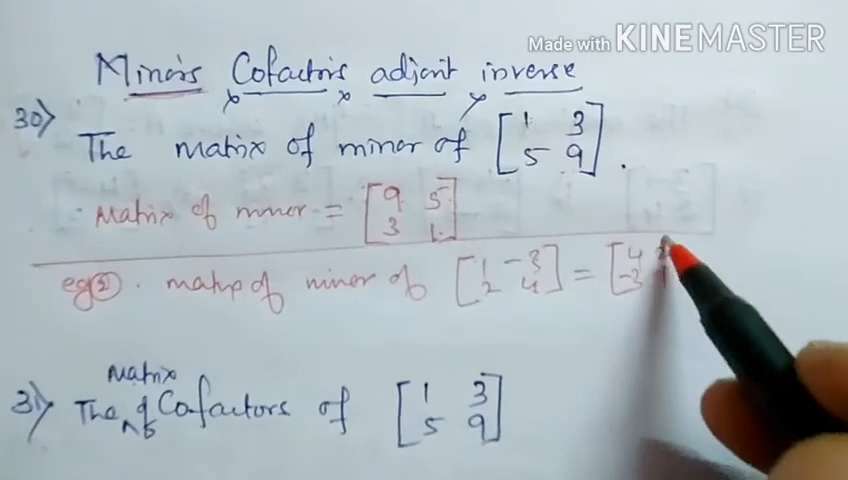 Made with KINEMASTER
Minors Cofactors adjoint inverse
30) The matrix of minor of [1 3
5 9].
Matrix of minor = [9 5
3 1]
eg② . of minor of [1 -3
2 4] = [4 2
-3 1
matrix
31) The of Cofactors of [1 3
5 9]